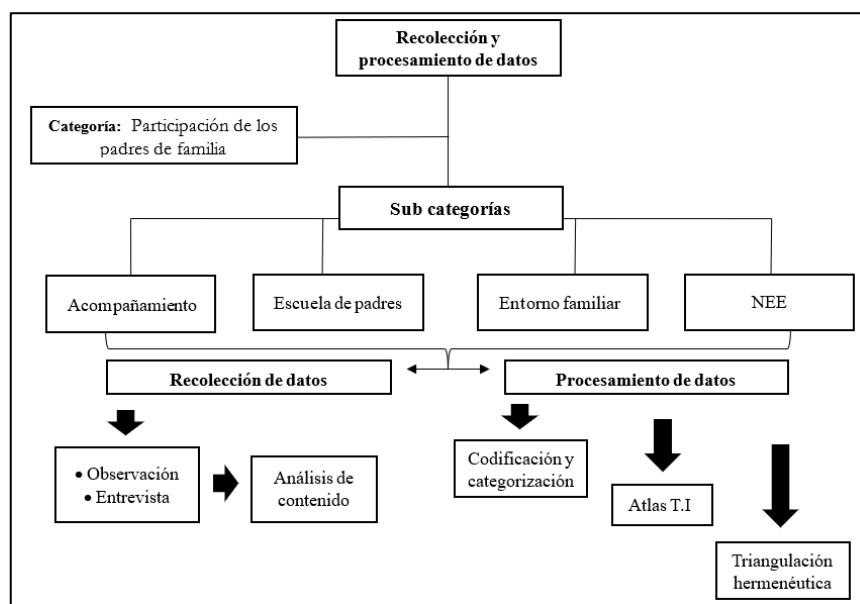 Recolección y
procesamiento de datos
Categoría: Participación de los
padres de familia
Sub categorías
Acompañamiento
Escuela de padres
Entorno familiar
NEE
Recolección de datos
Procesamiento de datos
• Observación
• Entrevista
Análisis de
contenido
Codificación y
categorización
Atlas T.I
Triangulación
hermenéutica